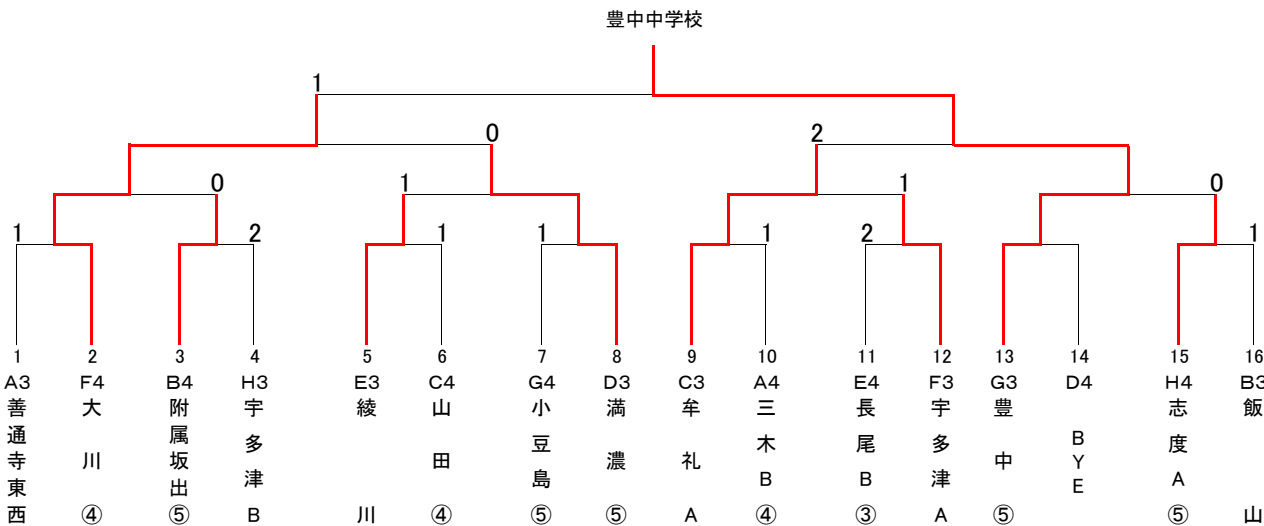 豊中中学校
1
0 2
0 1 1 0
1 2 1 1 1 2 1
1 2 3 4 5 6 7 8 9 10 11 12 13 14 15 16
A3 F4 B4 H3 E3 C4 G4 D3 C3 A4 E4 F3 G3 D4 H4 B3
善通寺東西
大川④
附属坂出⑤
宇多津B
綾川
山田④
小豆島⑤
満濃⑤
牟礼A
三木B④
長尾B③
宇多津A
豊中⑤
BYE
志度A⑤
飯山